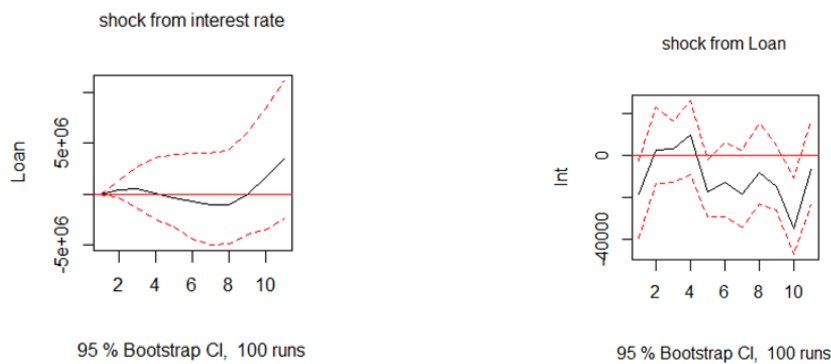 shock from interest rate
Loan
5e+06
-5e+06
2 4 6 8 10
95 % Bootstrap CI, 100 runs
shock from Loan
Int
0
-40000
2 4 6 8 10
95 % Bootstrap CI, 100 runs